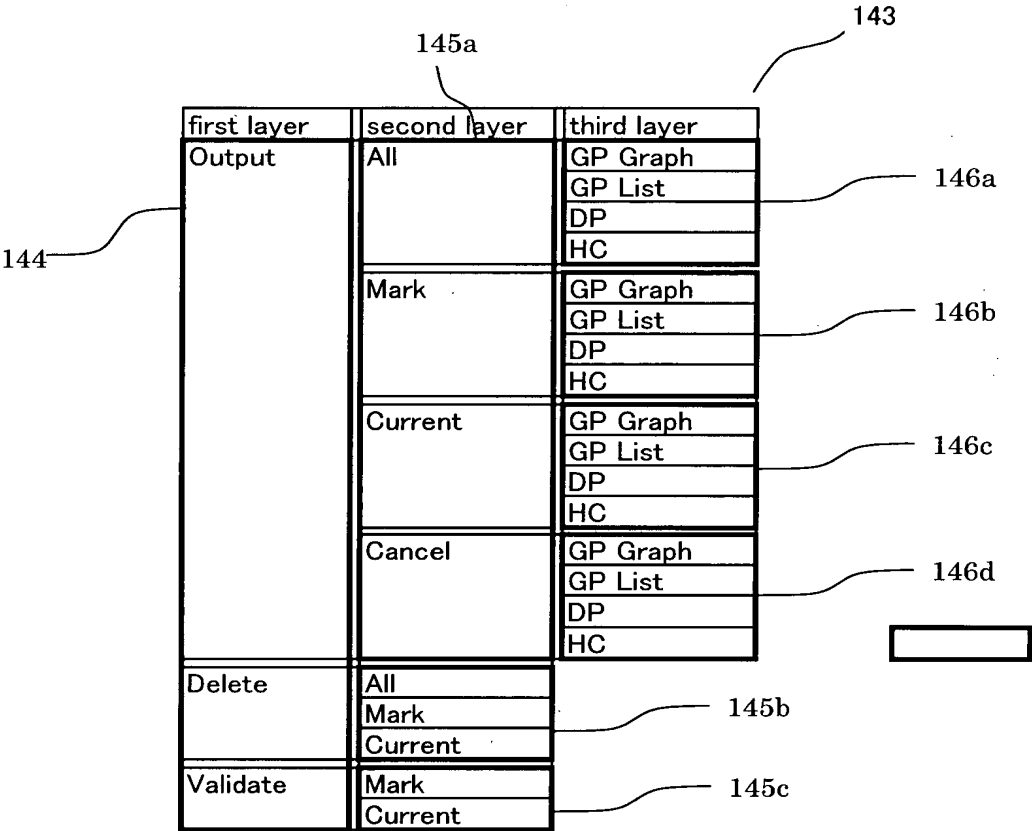 143
145a
first layer second layer third layer
Output All GP Graph
GP List
146a
DP
144
HC
Mark GP Graph
GP List
146b
DP
HC
Current GP Graph
GP List
146c
DP
HC
Cancel GP Graph
GP List
146d
DP
HC
Delete All
Mark
145b
Current
Validate Mark
145c
Current